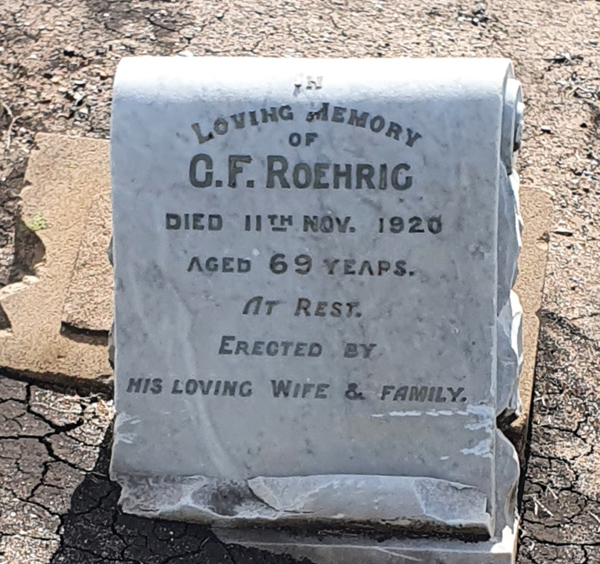 IN
LOVING MEMORY
OF
G.F. ROEHRIG
DIED 11TH NOV. 1920
AGED 69 YEARS.
AT REST.
ERECTED BY
HIS LOVING WIFE & FAMILY.